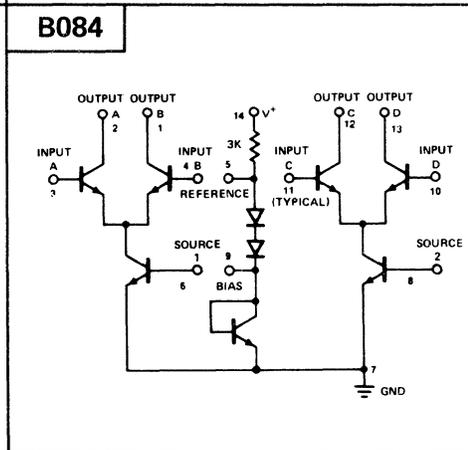 B084
OUTPUT OUTPUT
A B
2 1
14 V+
OUTPUT OUTPUT
C D
12 13
3K
INPUT
A
3
4 B INPUT
5
REFERENCE
INPUT
C
11
(TYPICAL)
INPUT
D
10
SOURCE
1
6
9
BIAS
SOURCE
2
8
7
GND